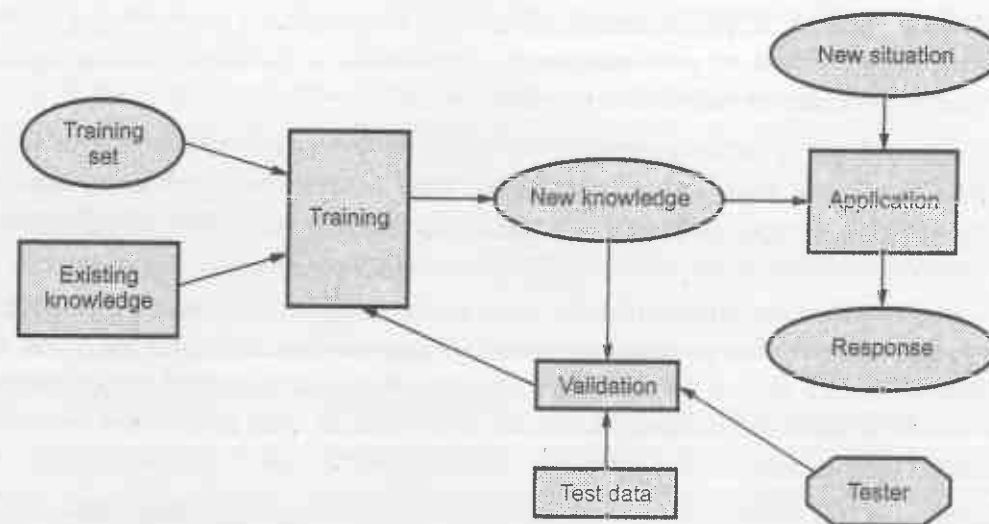 New situation
Training
set
Training
New knowledge
Application
Existing
knowledge
Response
Validation
Test data
Tester